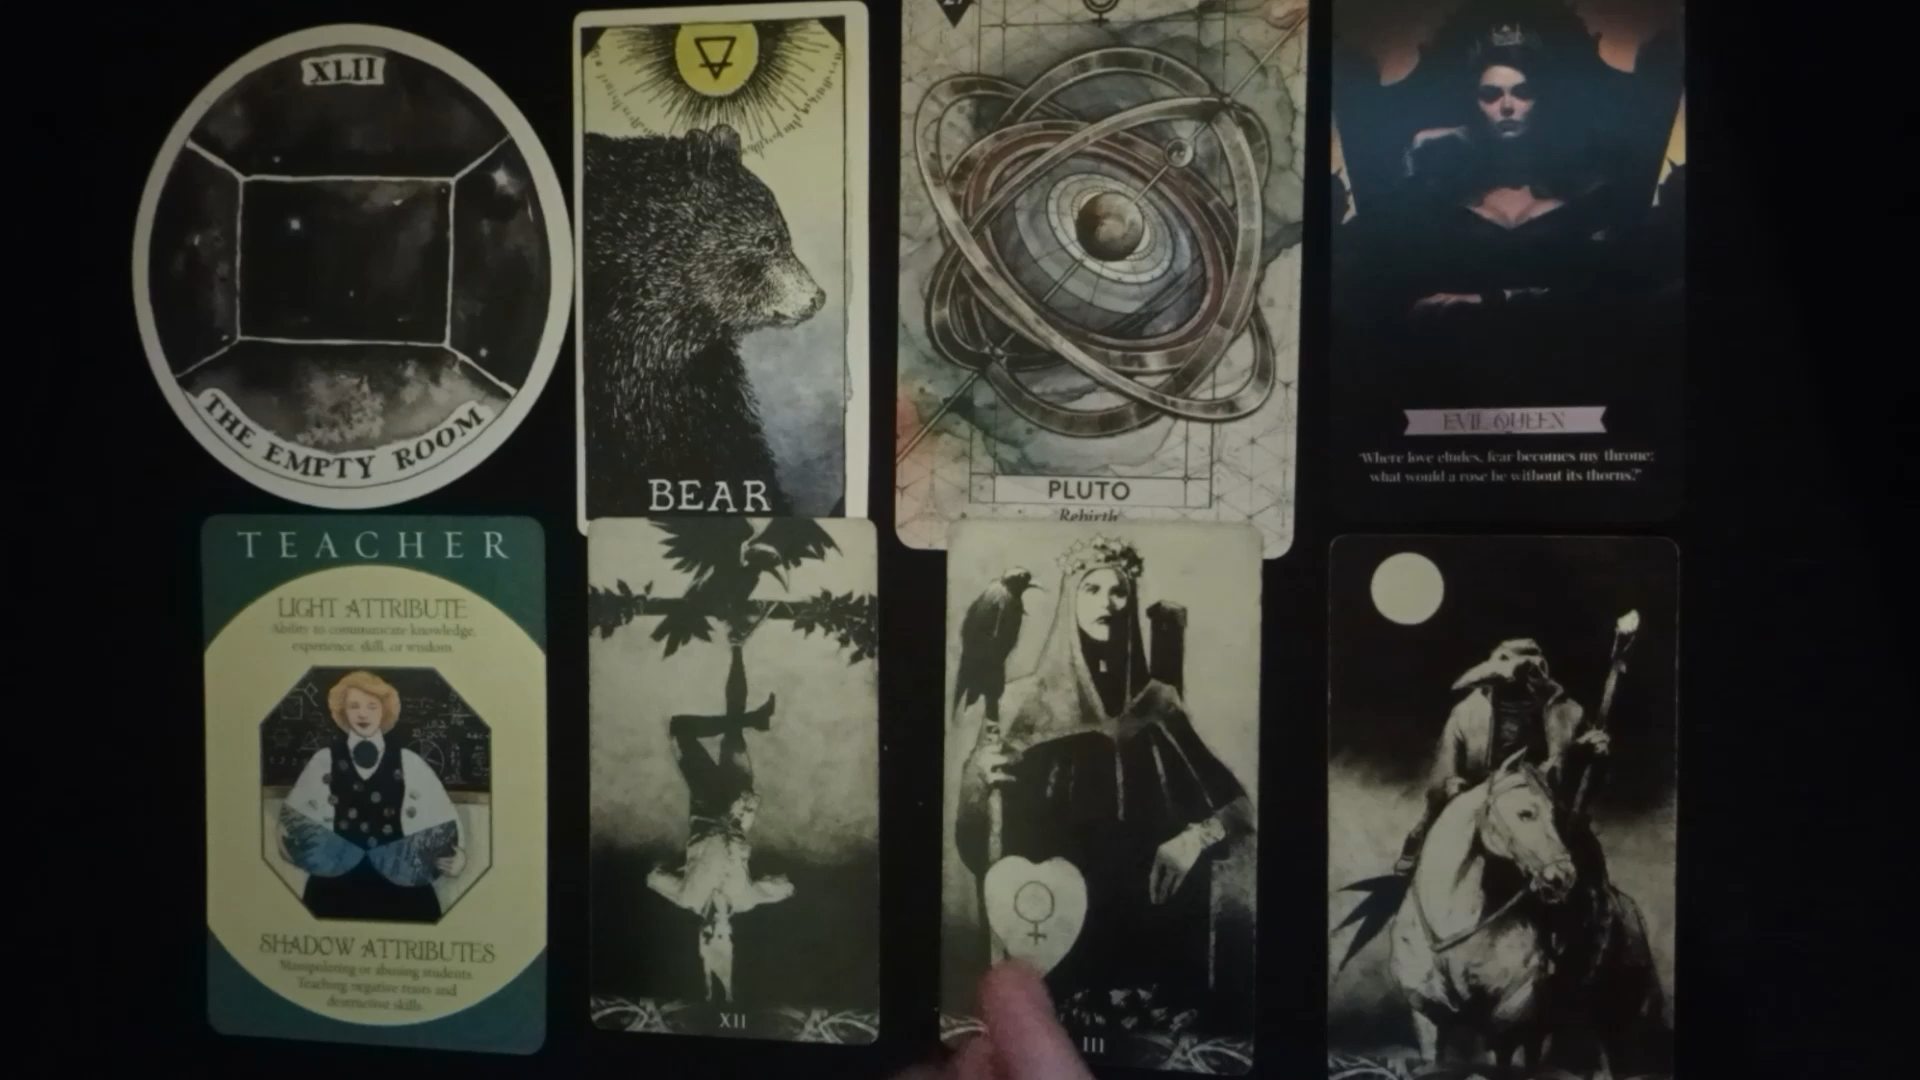 XLII
THE EMPTY ROOM
BEAR
27
PLUTO
Rebirth
EVIL QUEEN
"Where love eludes, fear becomes my throne;
what would a rose be without its thorns?"
TEACHER
LIGHT ATTRIBUTE
Ability to communicate knowledge,
experience, skill, or wisdom.
SHADOW ATTRIBUTES
Manipulating or abusing students.
Teaching negative traits and
destructive skills.
XII
III